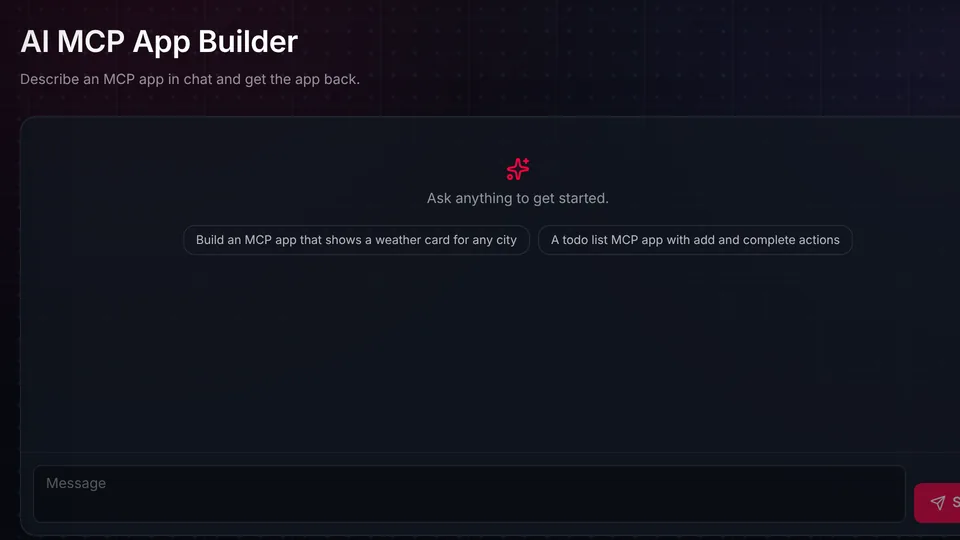 AI MCP App Builder
Describe an MCP app in chat and get the app back.
Ask anything to get started.
Build an MCP app that shows a weather card for any city
A todo list MCP app with add and complete actions
Message